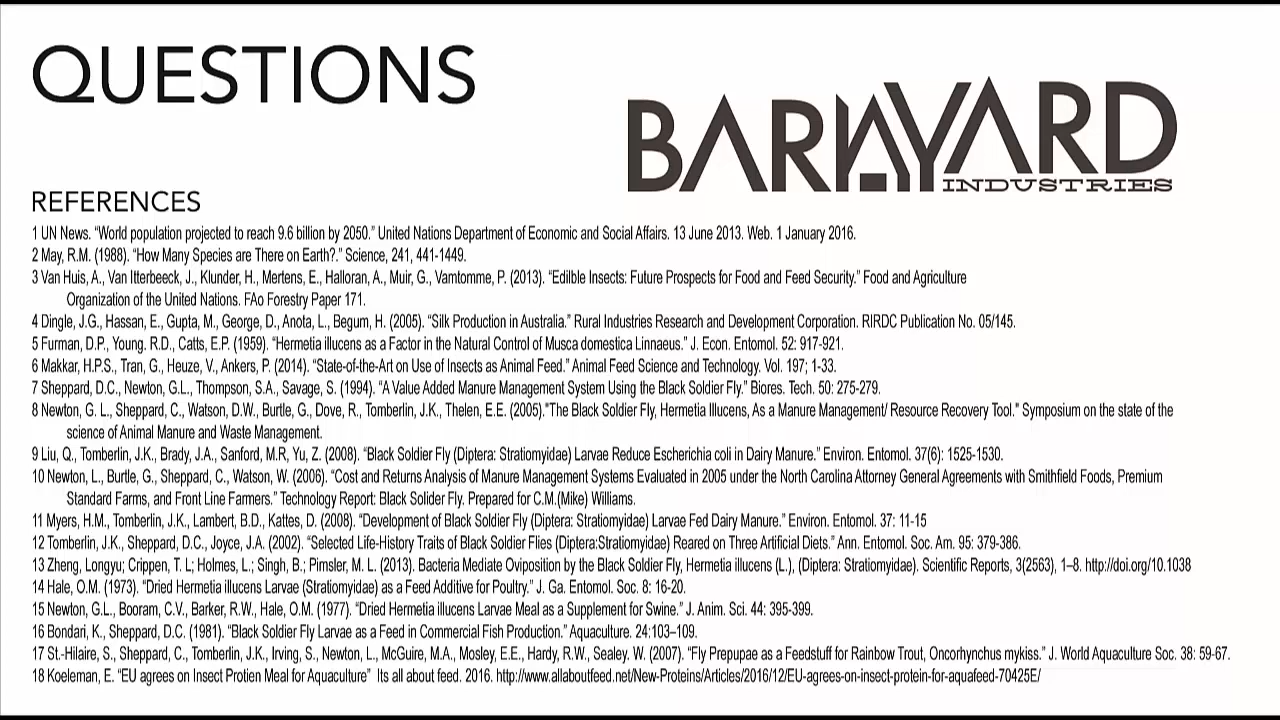 QUESTIONS
BARNYARD
INDUSTRIES
REFERENCES
1 UN News. “World population projected to reach 9.6 billion by 2050.” United Nations Department of Economic and Social Affairs. 13 June 2013. Web. 1 January 2016.
2 May, R.M. (1988). “How Many Species are There on Earth?.” Science, 241, 441-1449.
3 Van Huis, A., Van Itterbeeck, J., Klunder, H., Mertens, E., Halloran, A., Muir, G., Vamtomme, P. (2013). “Edilble Insects: Future Prospects for Food and Feed Security.” Food and Agriculture
Organization of the United Nations. FAo Forestry Paper 171.
4 Dingle, J.G., Hassan, E., Gupta, M., George, D., Anota, L., Begum, H. (2005). “Silk Production in Australia.” Rural Industries Research and Development Corporation. RIRDC Publication No. 05/145.
5 Furman, D.P., Young. R.D., Catts, E.P. (1959). “Hermetia illucens as a Factor in the Natural Control of Musca domestica Linnaeus.” J. Econ. Entomol. 52: 917-921.
6 Makkar, H.P.S., Tran, G., Heuze, V., Ankers, P. (2014). “State-of-the-Art on Use of Insects as Animal Feed.” Animal Feed Science and Technology. Vol. 197; 1-33.
7 Sheppard, D.C., Newton, G.L., Thompson, S.A., Savage, S. (1994). “A Value Added Manure Management System Using the Black Soldier Fly.” Biores. Tech. 50: 275-279.
8 Newton, G. L., Sheppard, C., Watson, D.W., Burtle, G., Dove, R., Tomberlin, J.K., Thelen, E.E. (2005)."The Black Soldier Fly, Hermetia Illucens, As a Manure Management/ Resource Recovery Tool." Symposium on the state of the
science of Animal Manure and Waste Management.
9 Liu, Q., Tomberlin, J.K., Brady, J.A., Sanford, M.R, Yu, Z. (2008). “Black Soldier Fly (Diptera: Stratiomyidae) Larvae Reduce Escherichia coli in Dairy Manure.” Environ. Entomol. 37(6): 1525-1530.
10 Newton, L., Burtle, G., Sheppard, C., Watson, W. (2006). “Cost and Returns Analysis of Manure Management Systems Evaluated in 2005 under the North Carolina Attorney General Agreements with Smithfield Foods, Premium
Standard Farms, and Front Line Farmers.” Technology Report: Black Solider Fly. Prepared for C.M.(Mike) Williams.
11 Myers, H.M., Tomberlin, J.K., Lambert, B.D., Kattes, D. (2008). “Development of Black Soldier Fly (Diptera: Stratiomyidae) Larvae Fed Dairy Manure.” Environ. Entomol. 37: 11-15
12 Tomberlin, J.K., Sheppard, D.C., Joyce, J.A. (2002). “Selected Life-History Traits of Black Soldier Flies (Diptera:Stratiomyidae) Reared on Three Artificial Diets.” Ann. Entomol. Soc. Am. 95: 379-386.
13 Zheng, Longyu; Crippen, T. L; Holmes, L.; Singh, B.; Pimsler, M. L. (2013). Bacteria Mediate Oviposition by the Black Soldier Fly, Hermetia illucens (L.), (Diptera: Stratiomyidae). Scientific Reports, 3(2563), 1–8. http://doi.org/10.1038
14 Hale, O.M. (1973). “Dried Hermetia illucens Larvae (Stratiomyidae) as a Feed Additive for Poultry.” J. Ga. Entomol. Soc. 8: 16-20.
15 Newton, G.L., Booram, C.V., Barker, R.W., Hale, O.M. (1977). “Dried Hermetia illucens Larvae Meal as a Supplement for Swine.” J. Anim. Sci. 44: 395-399.
16 Bondari, K., Sheppard, D.C. (1981). “Black Soldier Fly Larvae as a Feed in Commercial Fish Production.” Aquaculture. 24:103–109.
17 St.-Hilaire, S., Sheppard, C., Tomberlin, J.K., Irving, S., Newton, L., McGuire, M.A., Mosley, E.E., Hardy, R.W., Sealey. W. (2007). “Fly Prepupae as a Feedstuff for Rainbow Trout, Oncorhynchus mykiss.” J. World Aquaculture Soc. 38: 59-67.
18 Koeleman, E. “EU agrees on Insect Protien Meal for Aquaculture” Its all about feed. 2016. http://www.allaboutfeed.net/New-Proteins/Articles/2016/12/EU-agrees-on-insect-protein-for-aquafeed-70425E/